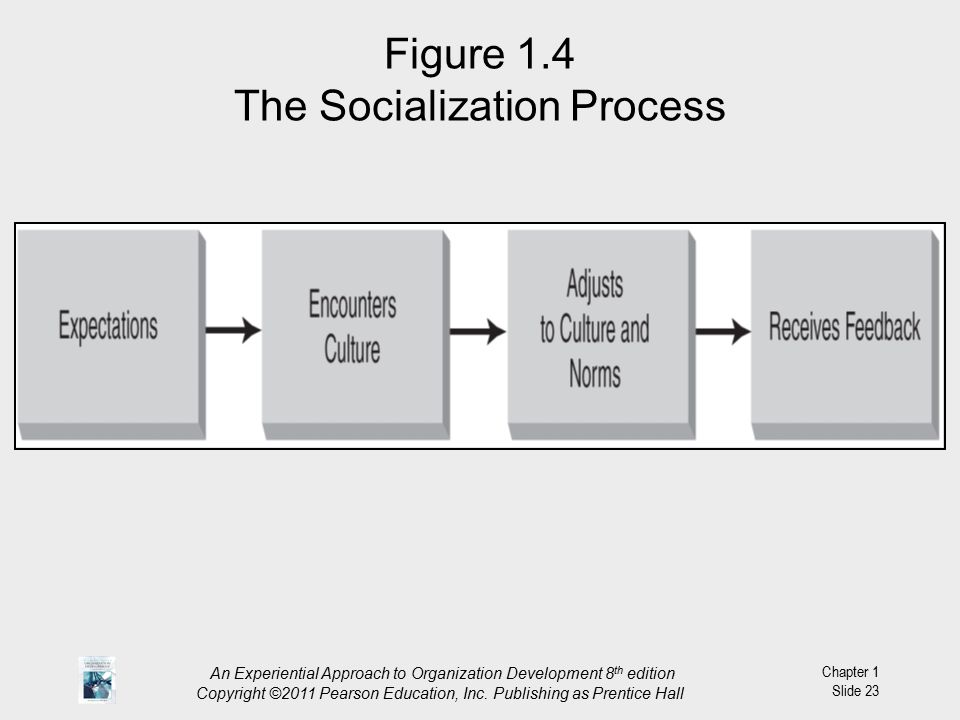 Figure 1.4
The Socialization Process
Expectations
Encounters
Culture
Adjusts
to Culture and
Norms
Receives Feedback
An Experiential Approach to Organization Development 8th edition
Copyright ©2011 Pearson Education, Inc. Publishing as Prentice Hall
Chapter 1
Slide 23